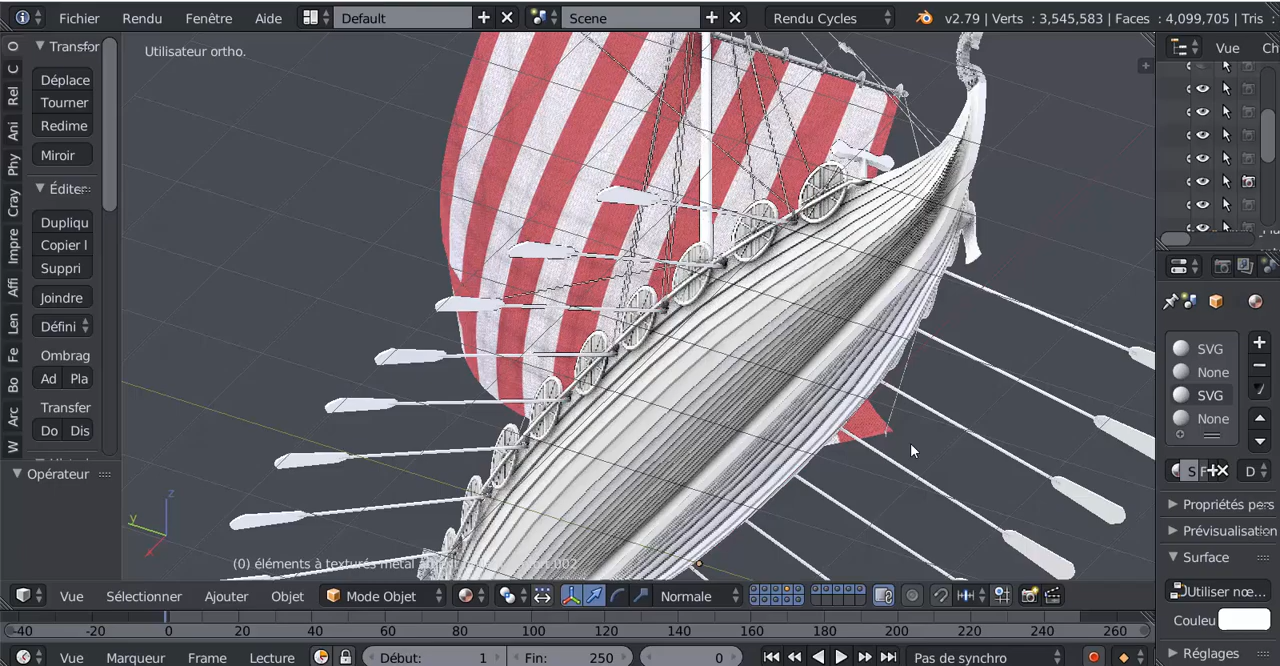 Fichier Rendu Fenêtre Aide Default Scene Rendu Cycles v2.79 | Verts : 3,545,583 | Faces : 4,099,705 | Tris :
Utilisateur ortho.
Transfor
Déplace
Tourner
Redime
Miroir
Éditer
Dupliqu
Copier l
Suppri
Joindre
Défini
Ombrag
Ad Pla
Transfer
Do Dis
Opérateur
C
Rel
Ani
Phy
Cray
Impre
Affi
Len
Fe
Bo
Arc
W
z
y
(0) éléments à texturés métal
002
Vue Sélectionner Ajouter Objet Mode Objet Normale
-40 -20 0 20 40 60 80 100 120 140 160 180 200 220 240 260
Vue Marqueur Frame Lecture Début: 1 Fin: 250 0 Pas de synchro
Vue Ch
SVG
None
SVG
None
S F D
Propriétés pers
Prévisualisation
Surface
Utiliser nœ...
Couleu
Réglages